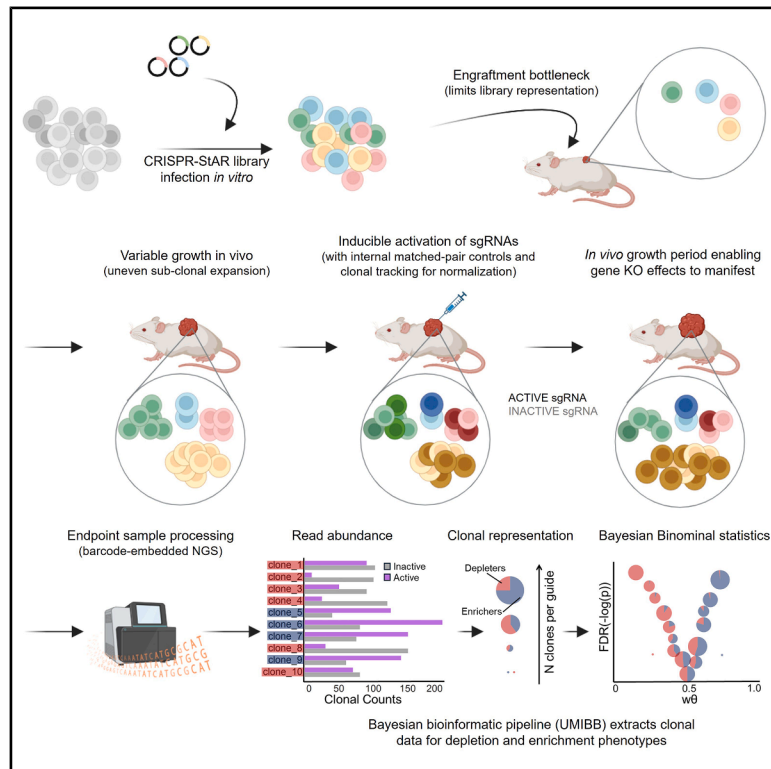 Engraftment bottleneck
(limits library representation)
CRISPR-StAR library
infection in vitro
Variable growth in vivo
(uneven sub-clonal expansion)
Inducible activation of sgRNAs
(with internal matched-pair controls and
clonal tracking for normalization)
In vivo growth period enabling
gene KO effects to manifest
ACTIVE sgRNA
INACTIVE sgRNA
Endpoint sample processing
(barcode-embedded NGS)
Read abundance
clone_1
clone_2
clone_3
clone_4
clone_5
clone_6
clone_7
clone_8
clone_9
clone_10
Inactive
Active
0 50 100 150 200
Clonal Counts
Clonal representation
Depleters
Enrichers
N clones per guide
Bayesian Binominal statistics
FDR(-log(p))
0 0.5 1.0
wθ
Bayesian bioinformatic pipeline (UMIBB) extracts clonal
data for depletion and enrichment phenotypes